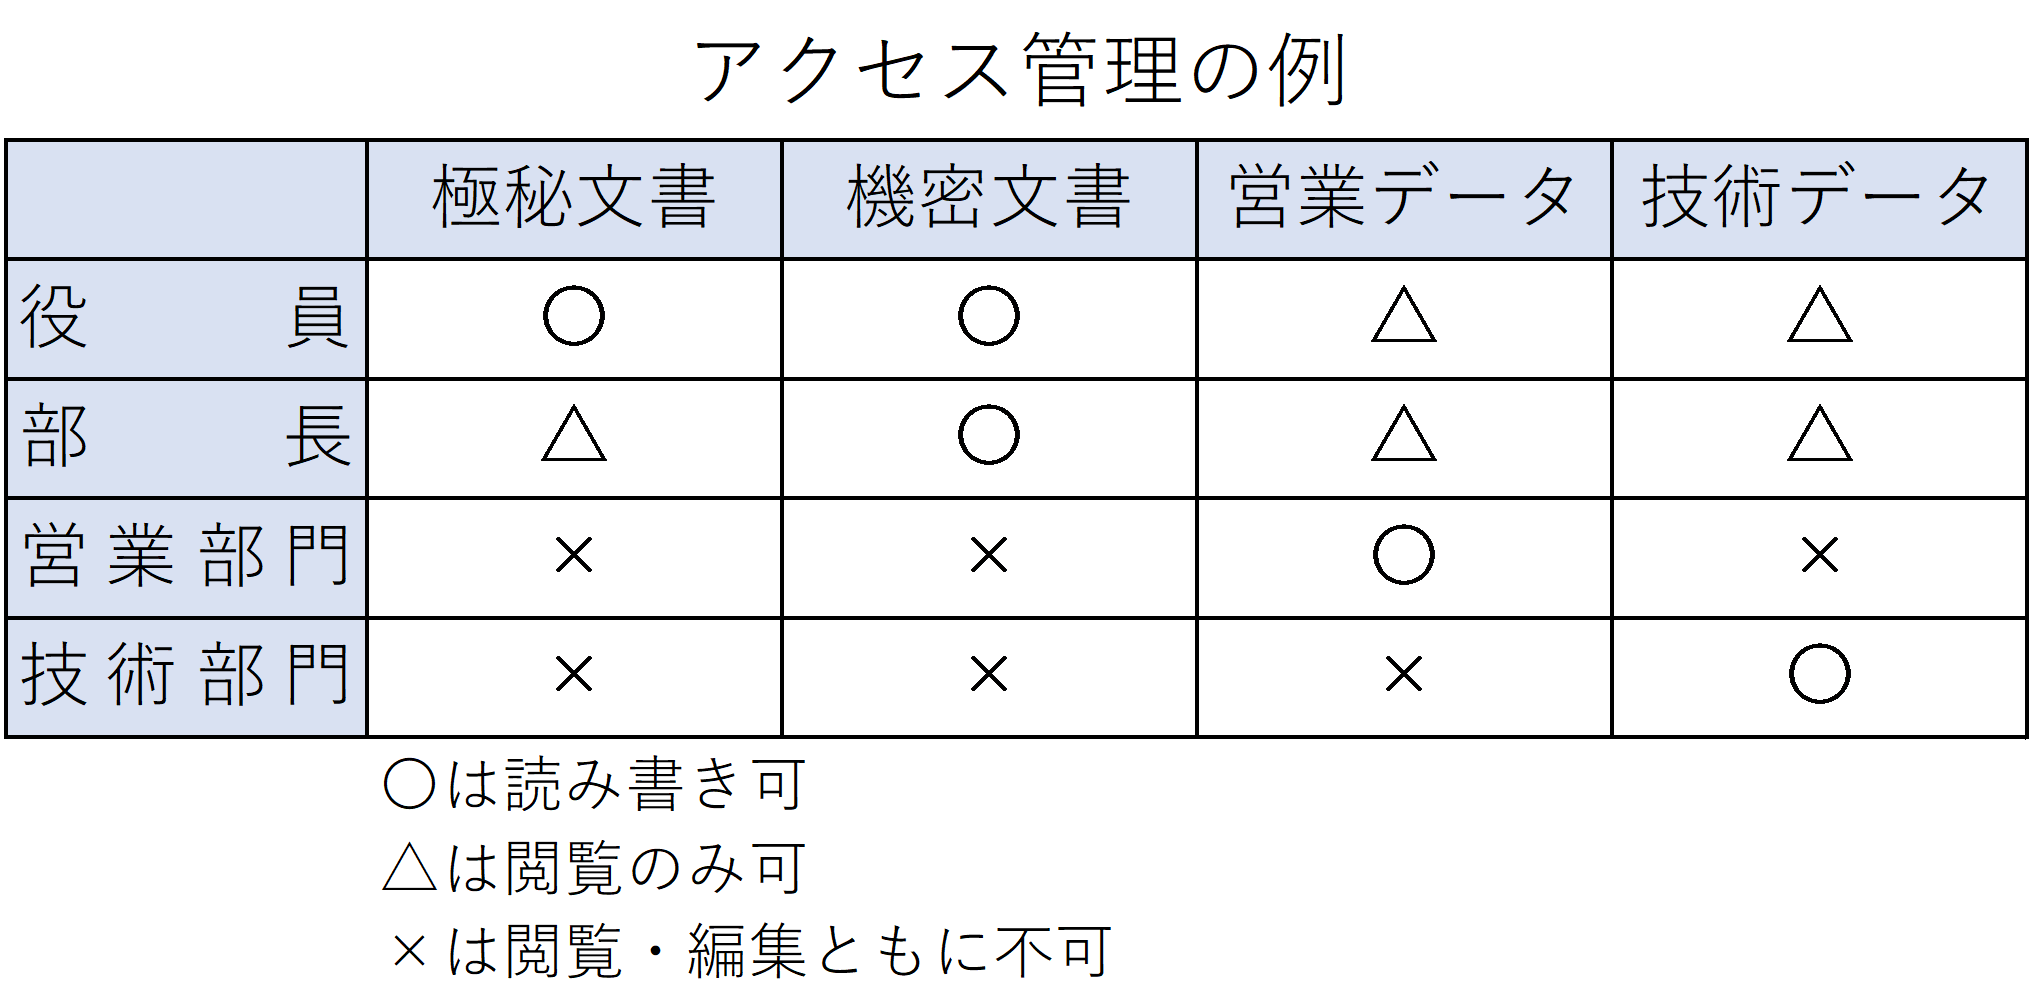 アクセス管理の例
極秘文書 機密文書 営業データ 技術データ
役員 ○ ○ △ △
部長 △ ○ △ △
営業部門 × × ○ ×
技術部門 × × × ○
○は読み書き可
△は閲覧のみ可
×は閲覧・編集ともに不可